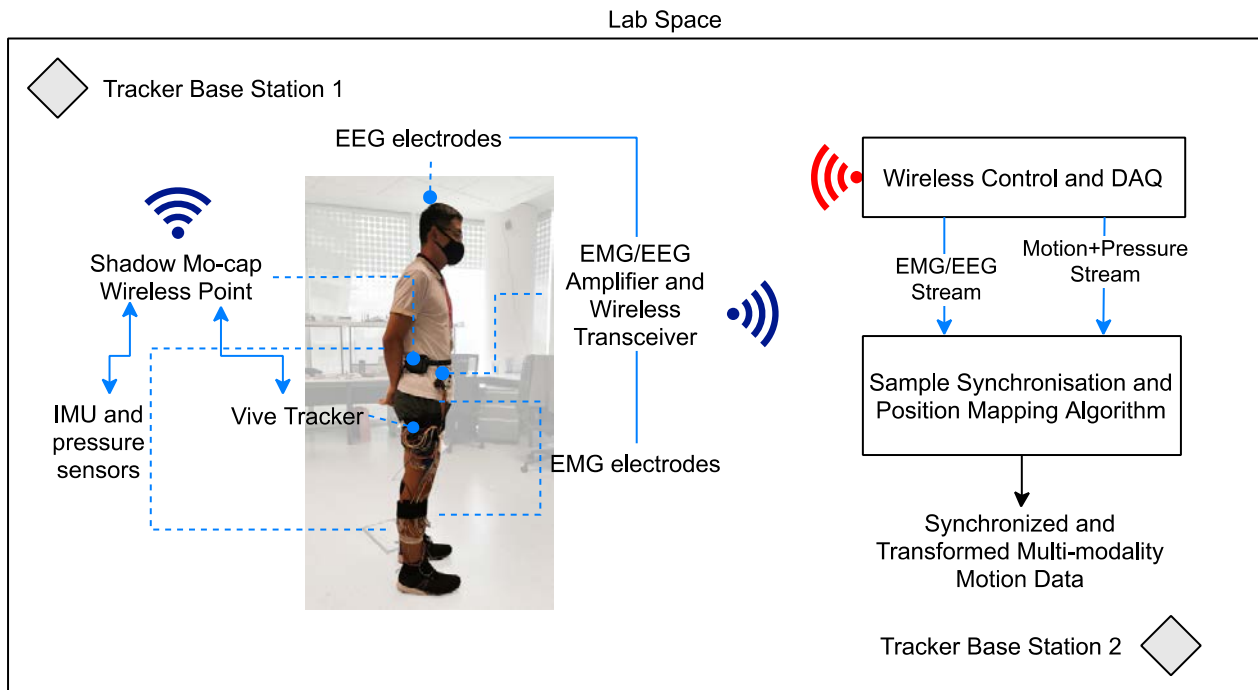 Lab Space
Tracker Base Station 1
EEG electrodes
Shadow Mo-cap
Wireless Point
EMG/EEG
Amplifier and
Wireless
Transceiver
IMU and
pressure
sensors
Vive Tracker
EMG electrodes
Wireless Control and DAQ
EMG/EEG
Stream
Motion+Pressure
Stream
Sample Synchronisation and
Position Mapping Algorithm
Synchronized and
Transformed Multi-modality
Motion Data
Tracker Base Station 2